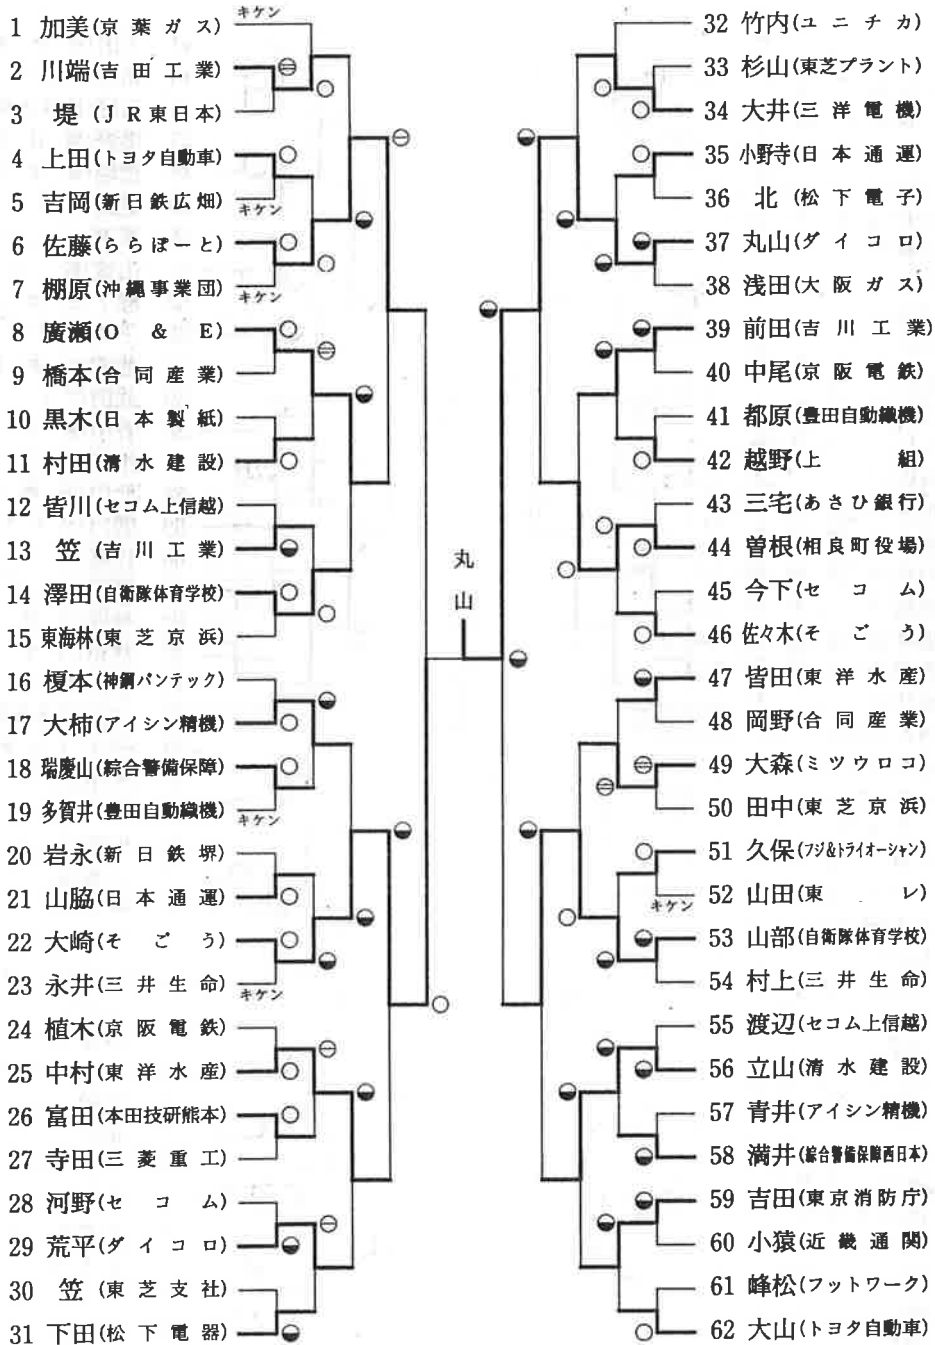 1 加美(京葉ガス) キケン
2 川端(吉田工業)
3 堤(JR東日本)
4 上田(トヨタ自動車)
5 吉岡(新日鉄広畑) キケン
6 佐藤(ららぽーと)
7 棚原(沖縄事業団) キケン
8 廣瀬(O & E)
9 橋本(合同産業)
10 黒木(日本製紙)
11 村田(清水建設)
12 皆川(セコム上信越)
13 笠(吉川工業)
14 澤田(自衛隊体育学校)
15 東海林(東芝京浜)
16 榎本(神鋼パンテック)
17 大柿(アイシン精機)
18 瑞慶山(綜合警備保障)
19 多賀井(豊田自動織機) キケン
20 岩永(新日鉄堺)
21 山脇(日本通運)
22 大崎(そごう)
23 永井(三井生命) キケン
24 植木(京阪電鉄)
25 中村(東洋水産)
26 富田(本田技研熊本)
27 寺田(三菱重工)
28 河野(セコム)
29 荒平(ダイコロ)
30 笠(東芝支社)
31 下田(松下電器)
丸山
32 竹内(ユニチカ)
33 杉山(東芝プラント)
34 大井(三洋電機)
35 小野寺(日本通運)
36 北(松下電子)
37 丸山(ダイコロ)
38 浅田(大阪ガス)
39 前田(吉川工業)
40 中尾(京阪電鉄)
41 都原(豊田自動織機)
42 越野(上組)
43 三宅(あさひ銀行)
44 曽根(相良町役場)
45 今下(セコム)
46 佐々木(そごう)
47 皆田(東洋水産)
48 岡野(合同産業)
49 大森(ミツウロコ)
50 田中(東芝京浜)
51 久保(フジ&トライオーシャン)
52 山田(東レ) キケン
53 山部(自衛隊体育学校)
54 村上(三井生命)
55 渡辺(セコム上信越)
56 立山(清水建設)
57 青井(アイシン精機)
58 満井(綜合警備保障西日本)
59 吉田(東京消防庁)
60 小猿(近畿通関)
61 峰松(フットワーク)
62 大山(トヨタ自動車)